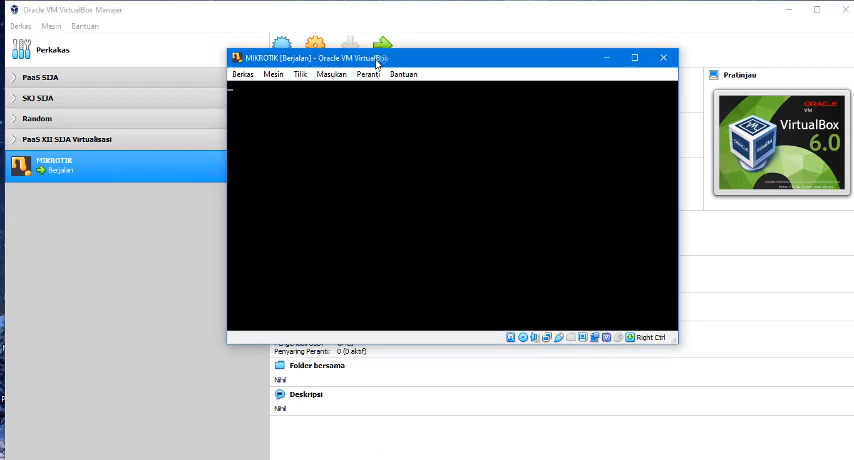 Oracle VM VirtualBox Manajer
Berkas Mesin Bantuan
Perkakas
PaaS SIJA
SKJ SIJA
Random
PaaS XII SIJA Virtualisasi
MIKROTIK
Berjalan
MIKROTIK [Berjalan] - Oracle VM VirtualBox
Berkas Mesin Tilik Masukan Peranti Bantuan
Right Ctrl
Pratinjau
ORACLE
VM
VirtualBox
6.0
Penyaring Peranti: 0 (0 aktif)
Folder bersama
Nihil
Deskripsi
Nihil